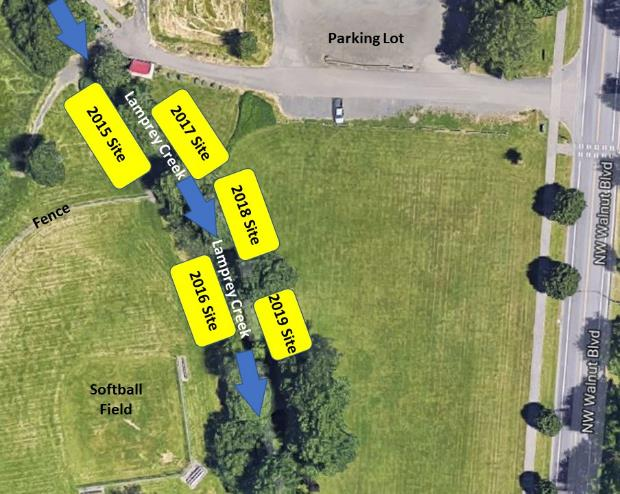 Parking Lot
2015 Site
Lamprey Creek
2017 Site
2018 Site
Fence
Lamprey Creek
2016 Site
2019 Site
Softball
Field
NW Walnut Blvd
NW Walnut Blvd